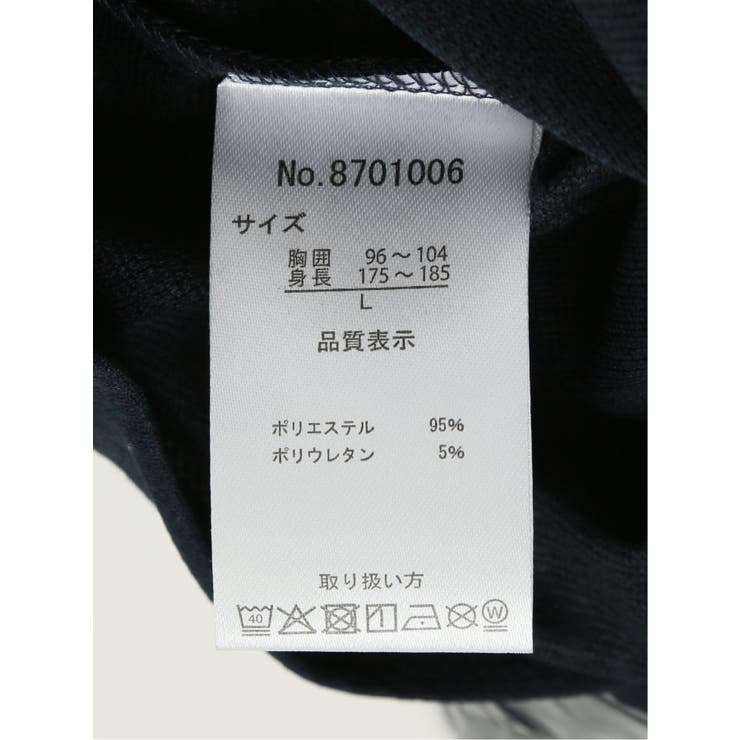 No.8701006
サイズ
胸囲 96～104
身長 175～185
L
品質表示
ポリエステル 95%
ポリウレタン 5%
取り扱い方
40 W